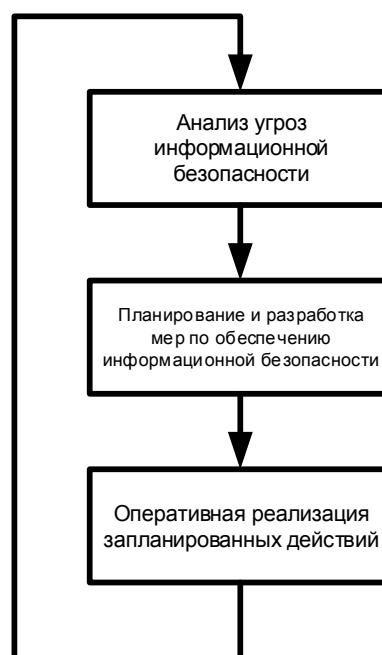 Анализ угроз
информационной
безопасности
Планирование и разработка
мер по обеспечению
информационной безопасности
Оперативная реализация
запланированных действий